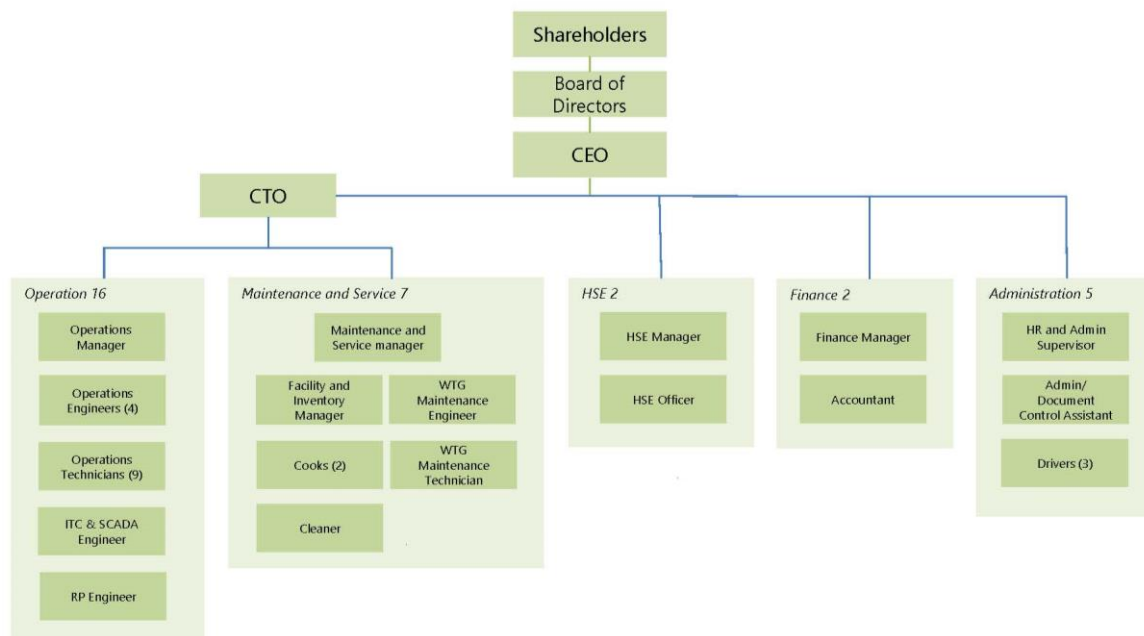 Shareholders
Board of
Directors
CEO
CTO
Operation 16
Operations
Manager
Operations
Engineers (4)
Operations
Technicians (9)
ITC & SCADA
Engineer
RP Engineer
Maintenance and Service 7
Maintenance and
Service manager
Facility and
Inventory
Manager
WTG
Maintenance
Engineer
Cooks (2)
WTG
Maintenance
Technician
Cleaner
HSE 2
HSE Manager
HSE Officer
Finance 2
Finance Manager
Accountant
Administration 5
HR and Admin
Supervisor
Admin/
Document
Control Assistant
Drivers (3)